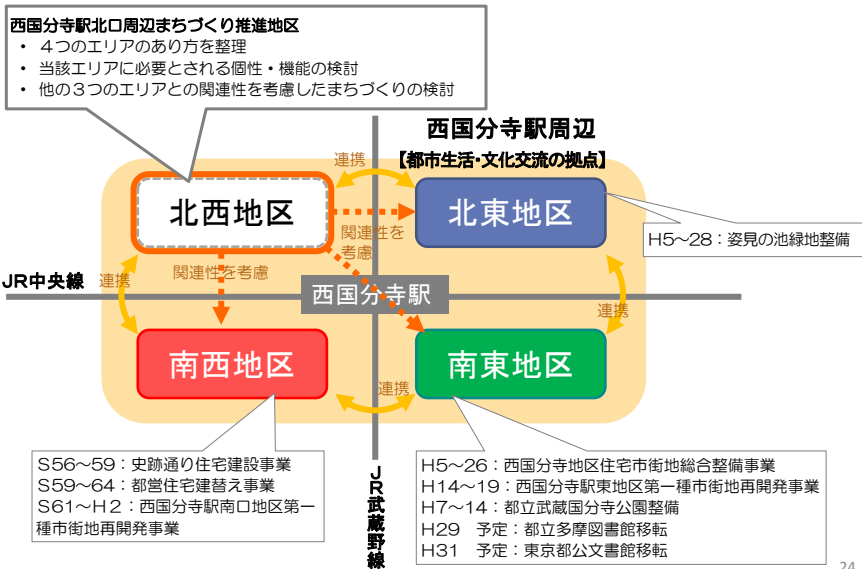 西国分寺駅北口周辺まちづくり推進地区
• 4つのエリアのあり方を整理
• 当該エリアに必要とされる個性・機能の検討
• 他の3つのエリアとの関連性を考慮したまちづくりの検討
西国分寺駅周辺
【都市生活・文化交流の拠点】
連携
北西地区
北東地区
関連性を
考慮
H5~28:姿見の池緑地整備
関連性を考慮
JR中央線
連携
西国分寺駅
連携
南西地区
南東地区
連携
S56~59:史跡通り住宅建設事業
S59~64:都営住宅建替え事業
S61~H2:西国分寺駅南口地区第一
種市街地再開発事業
JR武蔵野線
H5~26:西国分寺地区住宅市街地総合整備事業
H14~19:西国分寺駅東地区第一種市街地再開発事業
H7~14:都立武蔵国分寺公園整備
H29 予定:都立多摩図書館移転
H31 予定:東京都公文書館移転
24